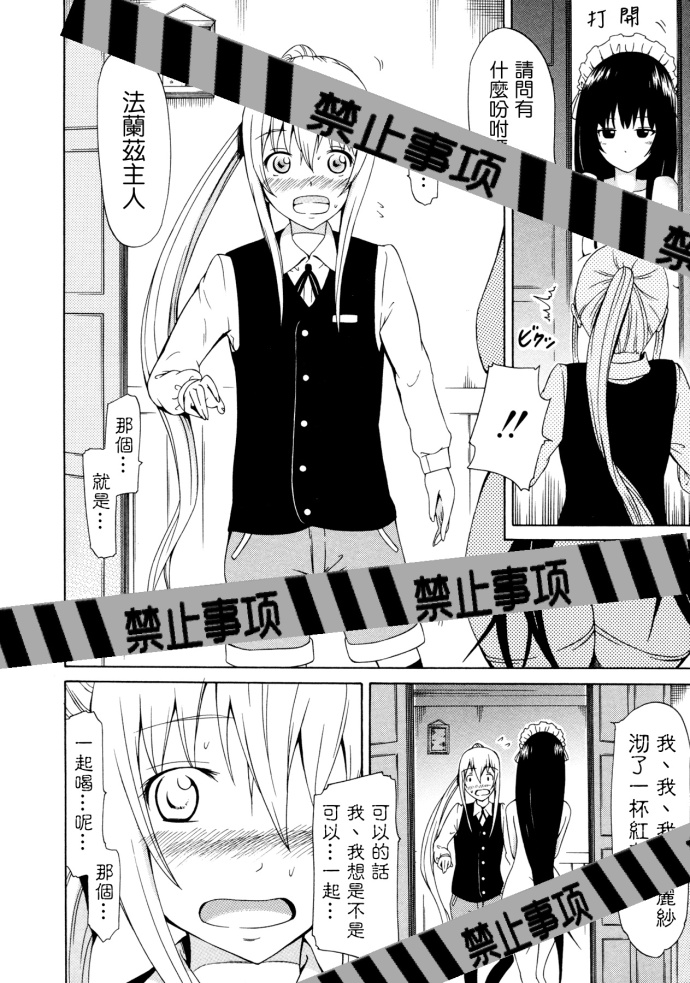 打開
請問有
什麼吩咐
法蘭茲主人
禁止事项
禁止事项
…
ビクッ
!!
那個…
就是…
禁止事项
禁止事项
我、我、我
沏了一杯紅
麗紗
可以的話
我、我想是不是
可以…一起…
一起喝…呢…
那個…
禁止事项